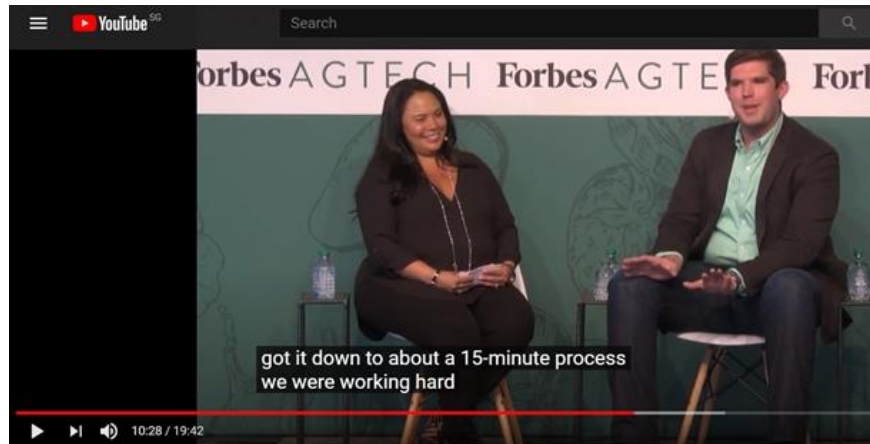 YouTube SG
Search
orbes AGTECH Forbes AGTE Forl
got it down to about a 15-minute process
we were working hard
10:28 / 19:42